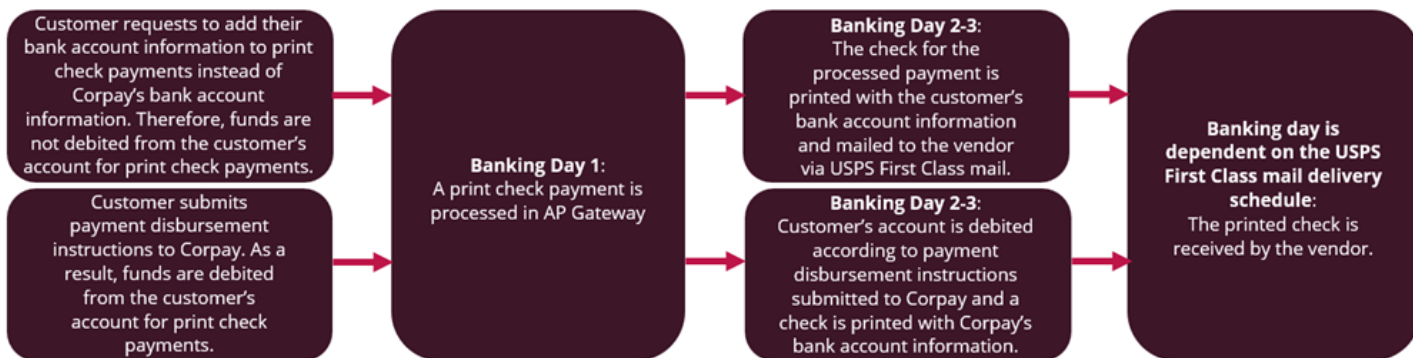 Customer requests to add their
bank account information to print
check payments instead of
Corpay's bank account
information. Therefore, funds are
not debited from the customer's
account for print check payments.
Customer submits
payment disbursement
instructions to Corpay. As a
result, funds are debited
from the customer's
account for print check
payments.
Banking Day 1:
A print check payment is
processed in AP Gateway
Banking Day 2-3:
The check for the
processed payment is
printed with the customer's
bank account information
and mailed to the vendor
via USPS First Class mail.
Banking Day 2-3:
Customer's account is debited
according to payment
disbursement instructions
submitted to Corpay and a
check is printed with Corpay's
bank account information.
Banking day is
dependent on the USPS
First Class mail delivery
schedule:
The printed check is
received by the vendor.